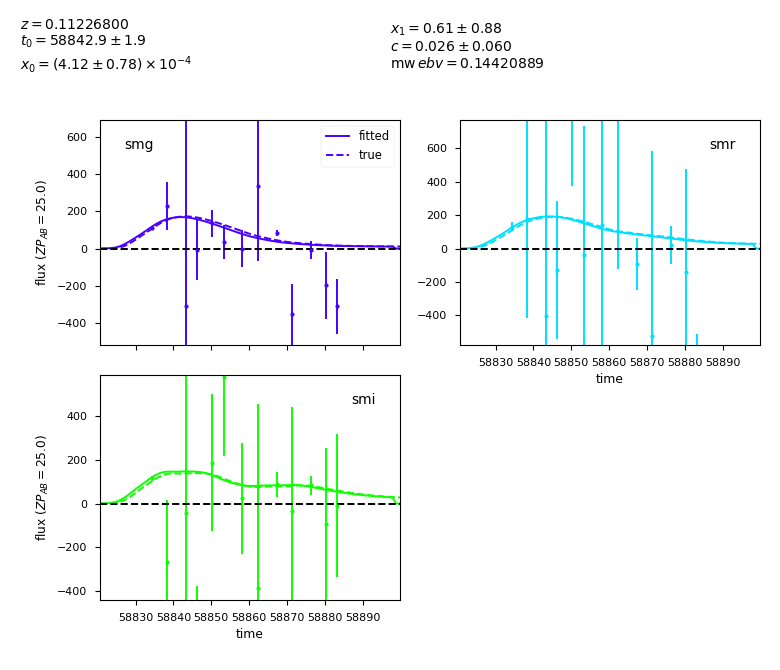 z = 0.11226800
t₀ = 58842.9 ± 1.9
x₀ = (4.12 ± 0.78) × 10⁻⁴
x₁ = 0.61 ± 0.88
c = 0.026 ± 0.060
mw ebv = 0.14420889
smg
fitted
true
600
400
200
0
−200
−400
flux (ZP_AB = 25.0)
smr
600
400
200
0
−200
−400
58830 58840 58850 58860 58870 58880 58890
time
smi
400
200
0
−200
−400
flux (ZP_AB = 25.0)
58830 58840 58850 58860 58870 58880 58890
time